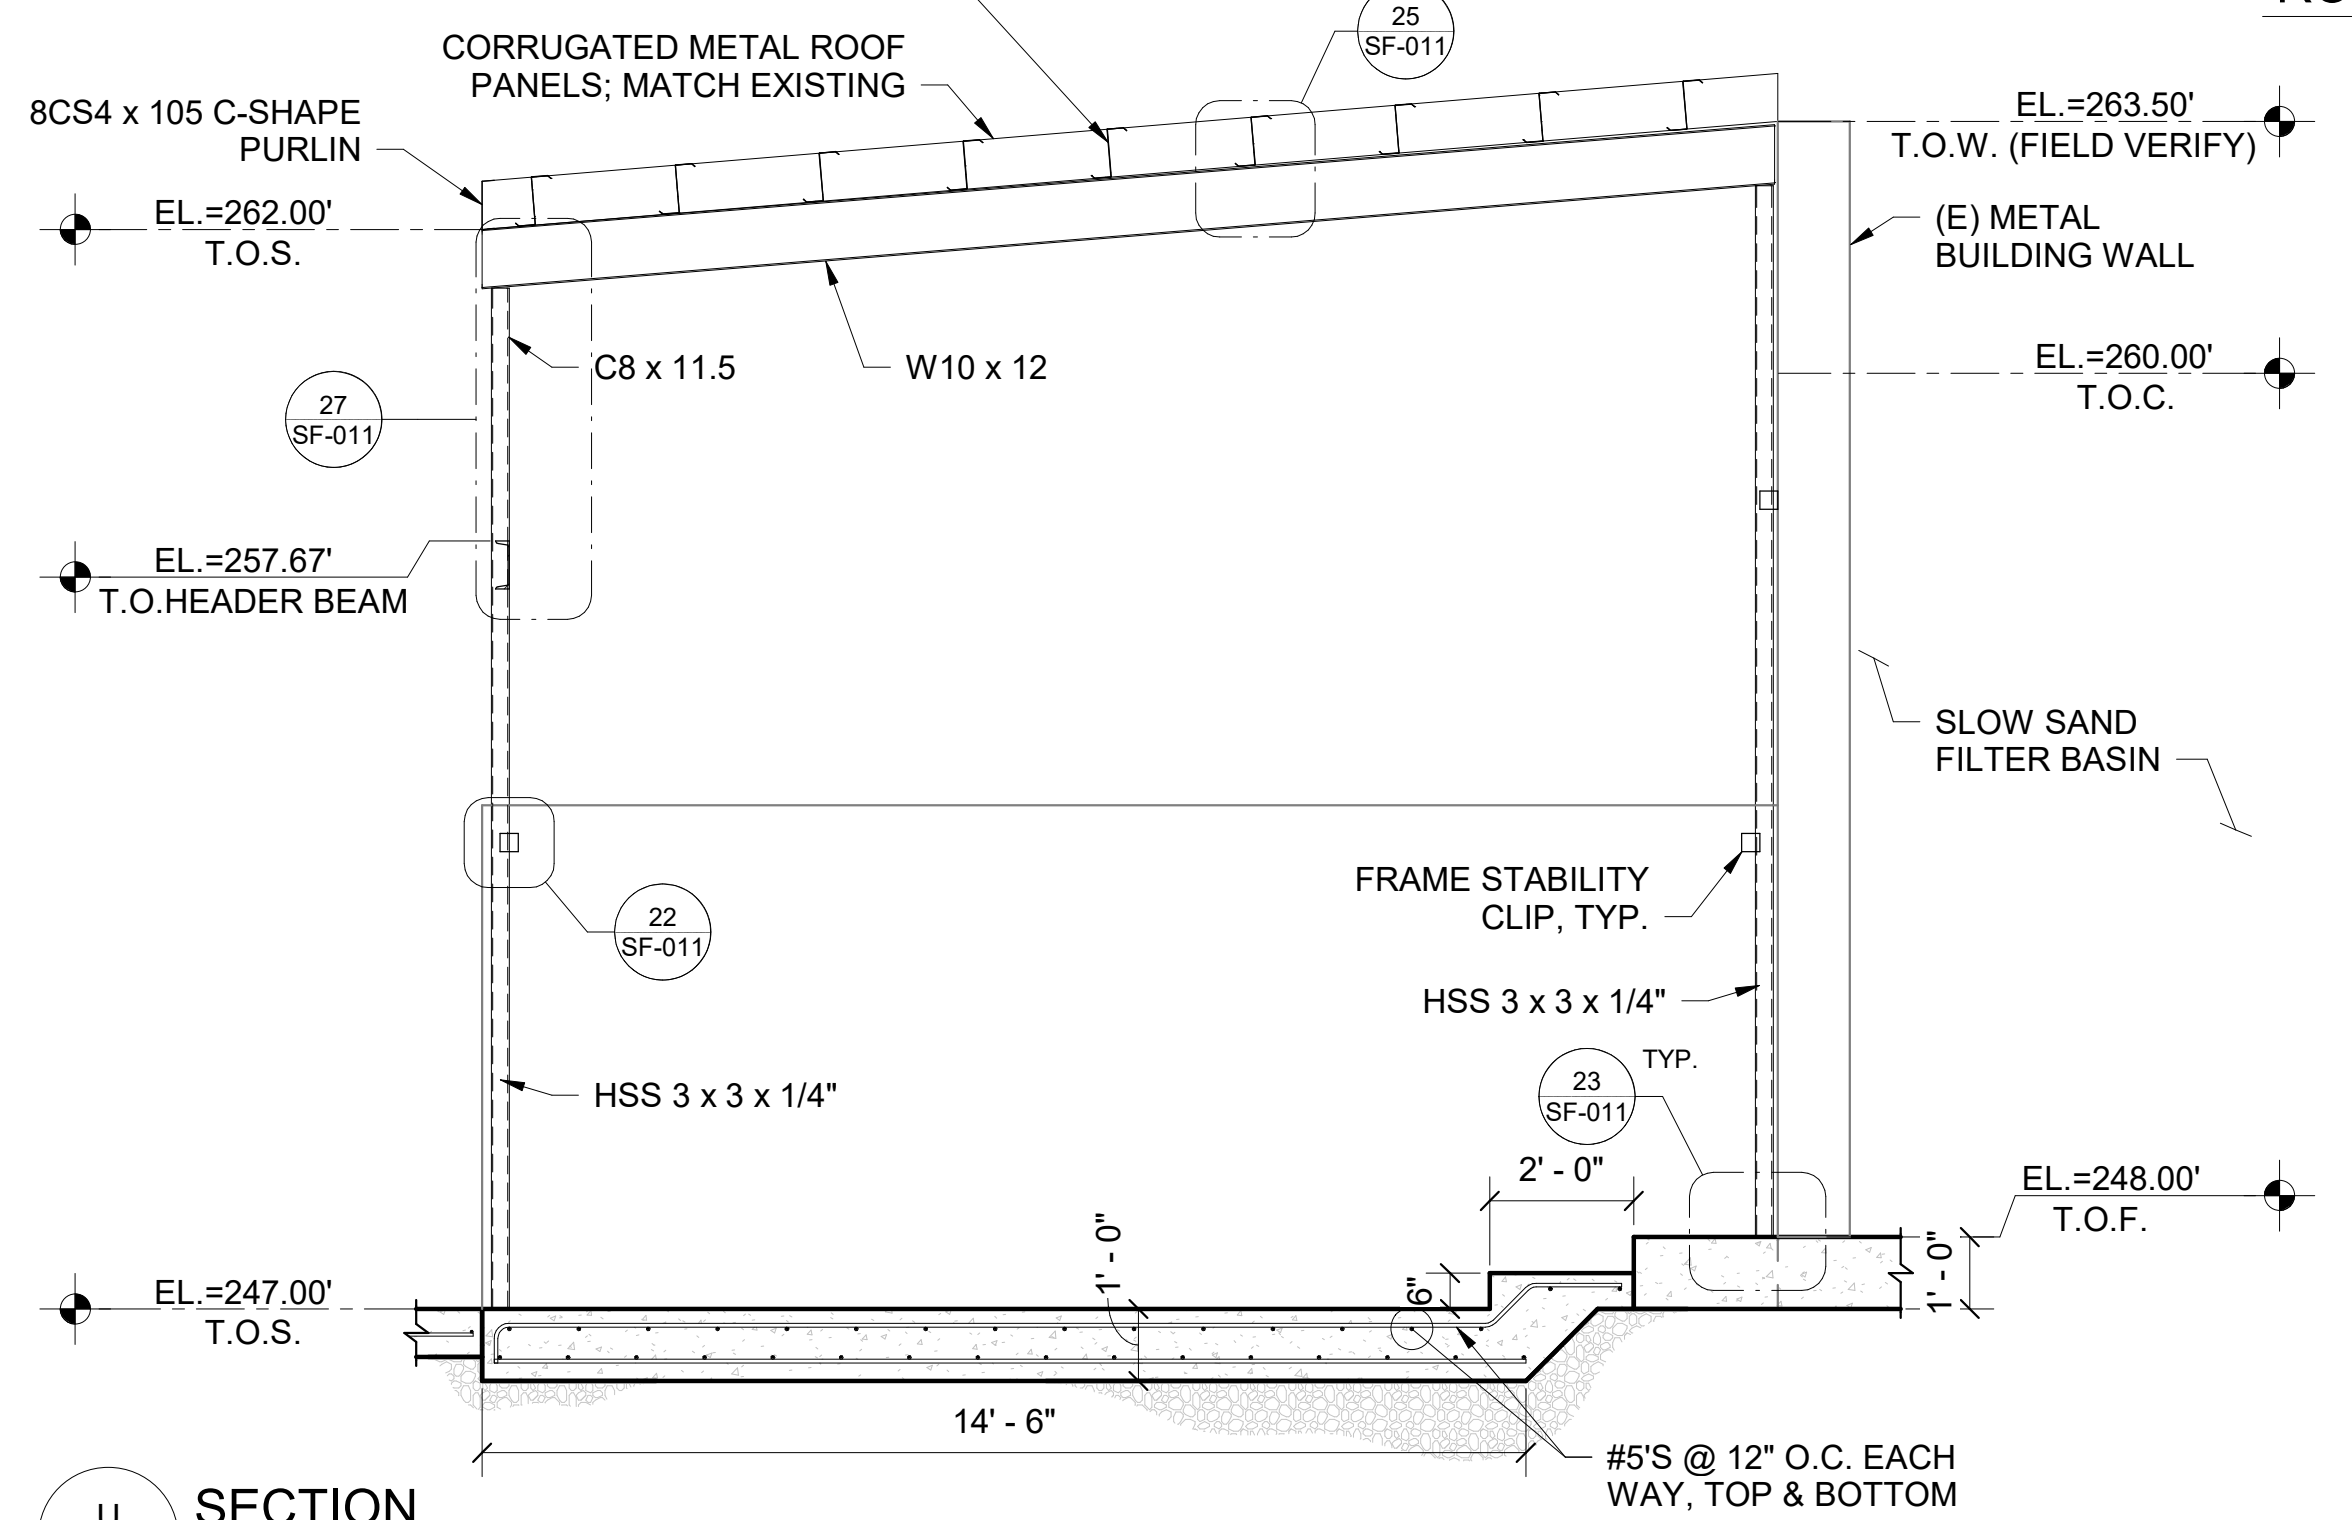 25
SF-011
CORRUGATED METAL ROOF
PANELS; MATCH EXISTING
8CS4 x 105 C-SHAPE
PURLIN
EL.=263.50'
T.O.W. (FIELD VERIFY)
EL.=262.00'
T.O.S.
(E) METAL
BUILDING WALL
C8 x 11.5
W10 x 12
EL.=260.00'
T.O.C.
27
SF-011
EL.=257.67'
T.O.HEADER BEAM
SLOW SAND
FILTER BASIN
FRAME STABILITY
CLIP, TYP.
22
SF-011
HSS 3 x 3 x 1/4"
HSS 3 x 3 x 1/4"
23
SF-011
TYP.
2' - 0"
EL.=248.00'
T.O.F.
1' - 0"
6"
1' - 0"
EL.=247.00'
T.O.S.
14' - 6"
#5'S @ 12" O.C. EACH
WAY, TOP & BOTTOM
SECTION